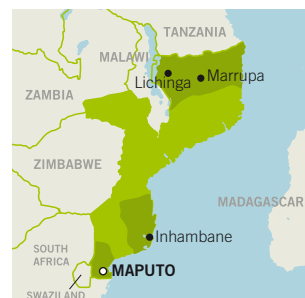 TANZANIA
MALAWI
Marrupa
Lichinga
ZAMBIA
ZIMBABWE
MADAGASCAR
Inhambane
SOUTH
AFRICA
MAPUTO
SWAZILAND